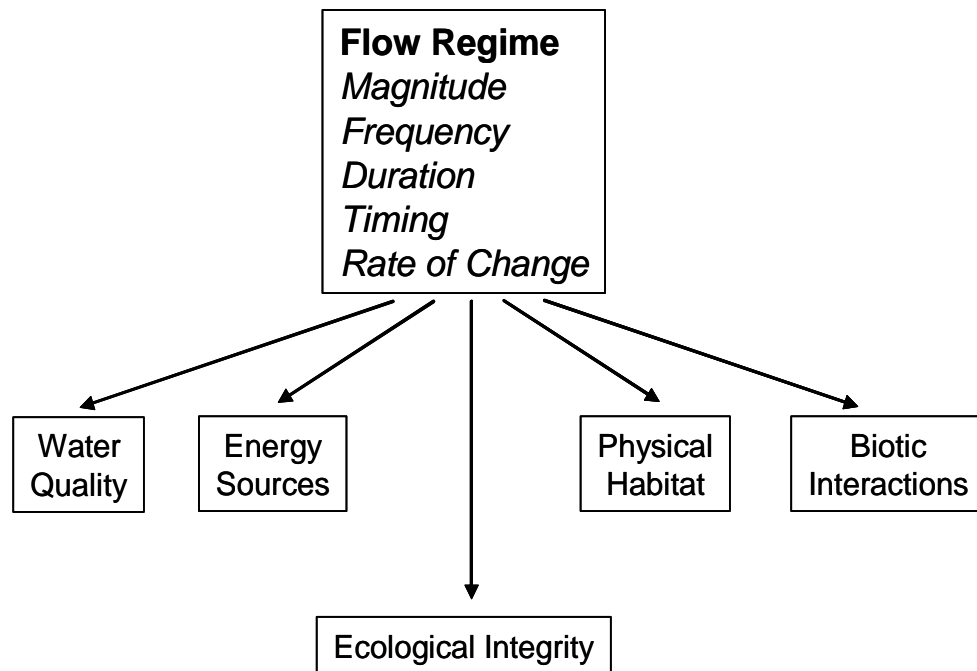 Flow Regime
Magnitude
Frequency
Duration
Timing
Rate of Change
Water
Quality
Energy
Sources
Physical
Habitat
Biotic
Interactions
Ecological Integrity